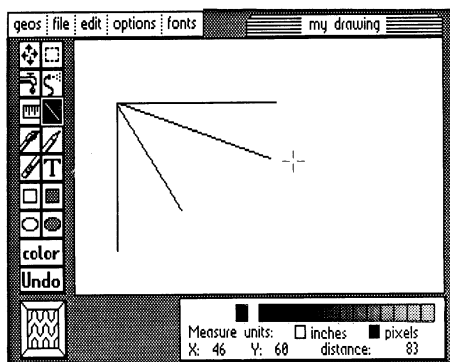 geos file edit options fonts
my drawing
T
color
Undo
Measure units: inches pixels
X: 46 Y: 60 distance: 83